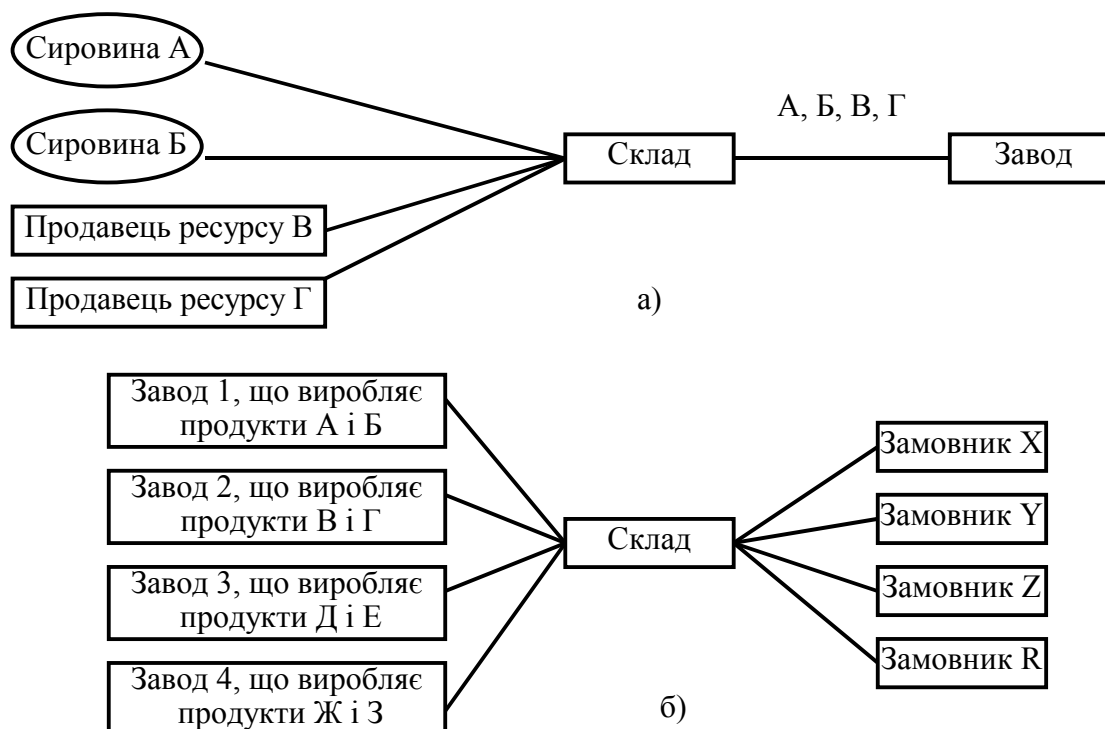 Сировина А
Сировина Б
Продавець ресурсу В
Продавець ресурсу Г
Склад
А, Б, В, Г
Завод
а)
Завод 1, що виробляє
продукти А і Б
Завод 2, що виробляє
продукти В і Г
Завод 3, що виробляє
продукти Д і Е
Завод 4, що виробляє
продукти Ж і З
Склад
Замовник X
Замовник Y
Замовник Z
Замовник R
б)